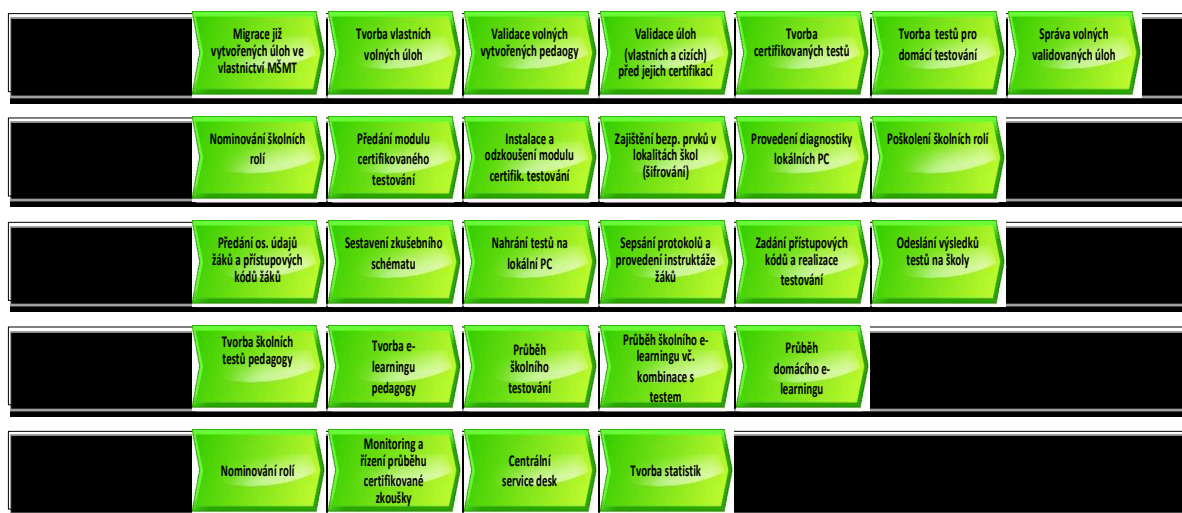 Migrace již
vytvořených úloh ve
vlastnictví MŠMT
Tvorba vlastních
volných úloh
Validace volných
vytvořených pedaogy
Validace úloh
(vlastních a cizích)
před jejich certifikací
Tvorba
certifikovaných testů
Tvorba testů pro
domácí testování
Správa volných
validovaných úloh
Nominování školních
rolí
Předání modulu
certifikovaného
testování
Instalace a
odzkoušení modulu
certifik. testování
Zajištění bezp. prvků v
lokalitách škol
(šifrování)
Provedení diagnostiky
lokálních PC
Poškolení školních rolí
Předání os. údajů
žáků a přístupových
kódů žáků
Sestavení zkušebního
schématu
Nahrání testů na
lokální PC
Sepsání protokolů a
provedení instruktáže
žáků
Zadání přístupových
kódů a realizace
testování
Odeslání výsledků
testů na školy
Tvorba školních
testů pedagogy
Tvorba e-
learningu
pedagogy
Průběh
školního
testování
Průběh školního e-
learningu vč.
kombinace s
testem
Průběh
domácího e-
learningu
Nominování rolí
Monitoring a
řízení průběhu
certifikované
zkoušky
Centrální
service desk
Tvorba statistik